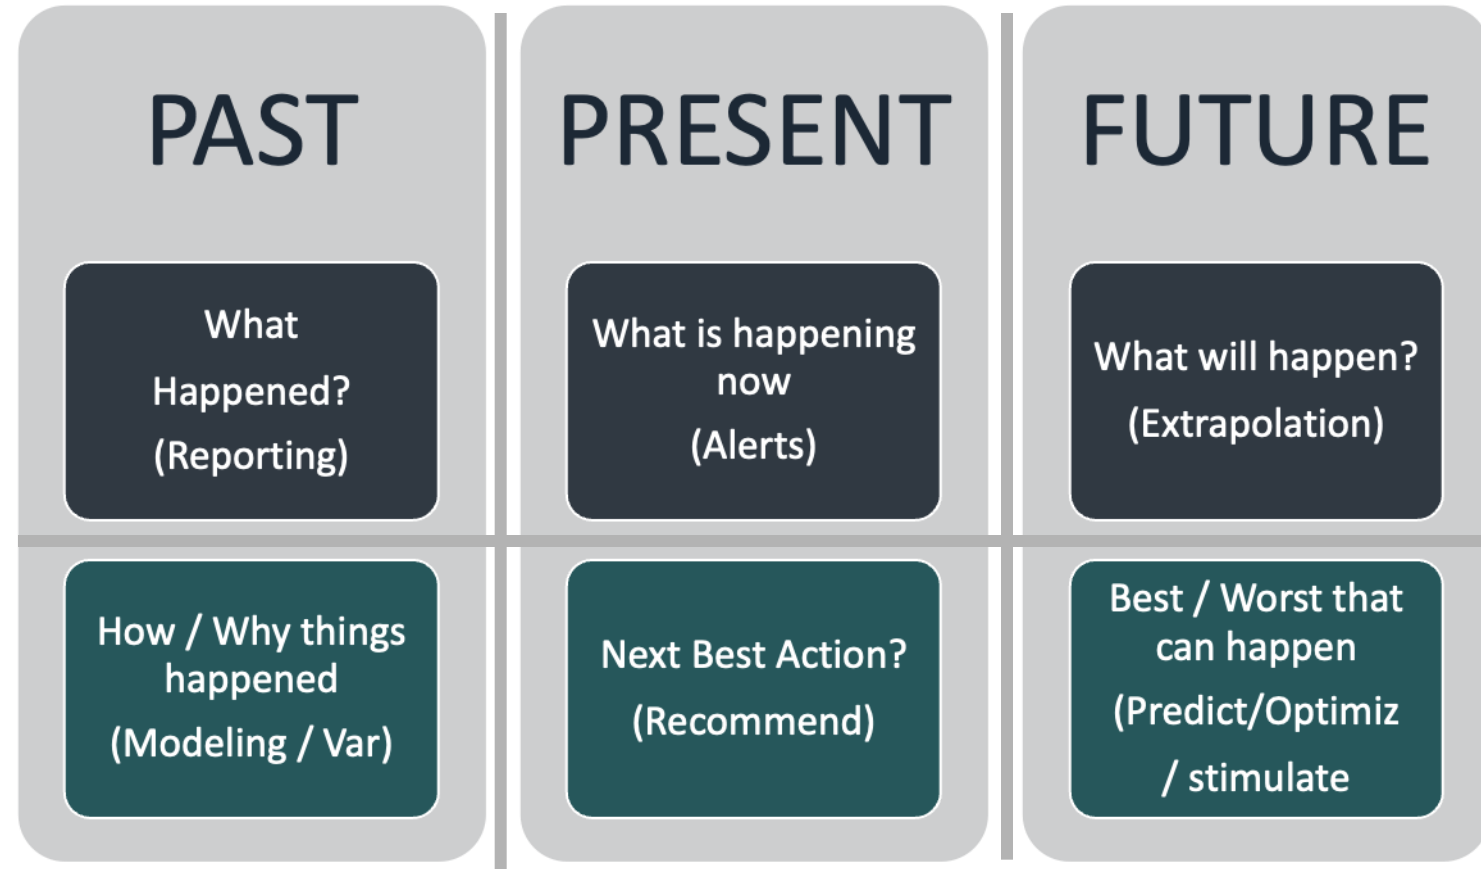 PAST
What
Happened?
(Reporting)
How / Why things
happened
(Modeling / Var)
PRESENT
What is happening
now
(Alerts)
Next Best Action?
(Recommend)
FUTURE
What will happen?
(Extrapolation)
Best / Worst that
can happen
(Predict/Optimiz
/ stimulate